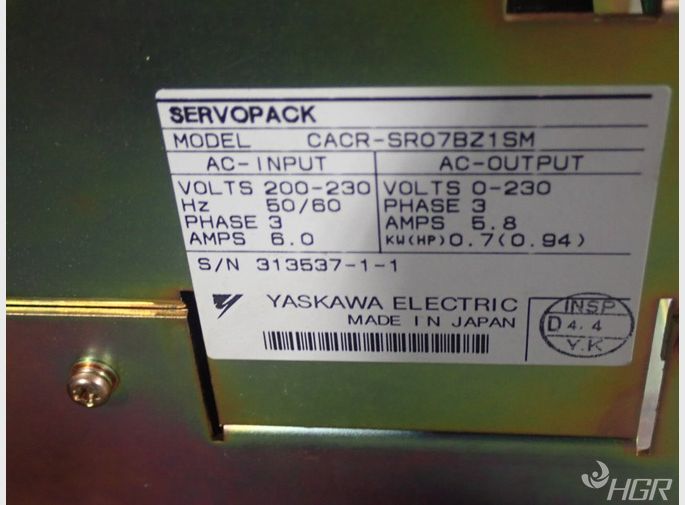 SERVOPACK
MODEL CACR-SR07BZ1SM
AC-INPUT AC-OUTPUT
VOLTS 200-230 VOLTS 0-230
Hz 50/60 PHASE 3
PHASE 3 AMPS 5.8
AMPS 6.0 KW(HP) 0.7(0.94)
S/N 313537-1-1
YASKAWA ELECTRIC
MADE IN JAPAN
INSP
D 4.4
Y.K
HGR